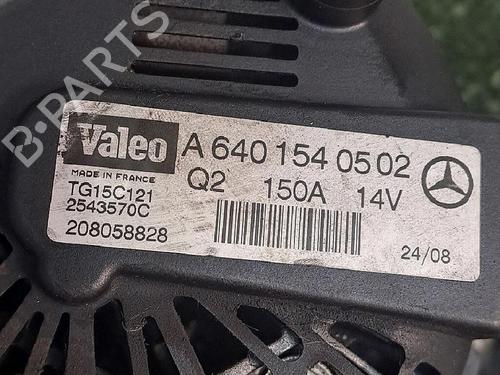 B-PARTS
Valeo A 640 154 05 02
MADE IN FRANCE
TG15C121 Q2 150A 14V
2543570C
208058828
24/08